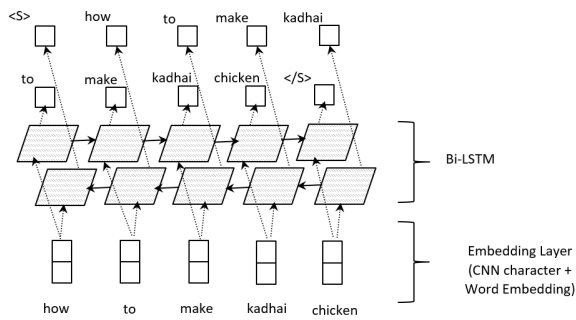 <S> how to make kadhai
to make kadhai chicken </S>
Bi-LSTM
Embedding Layer
(CNN character +
Word Embedding)
how to make kadhai chicken